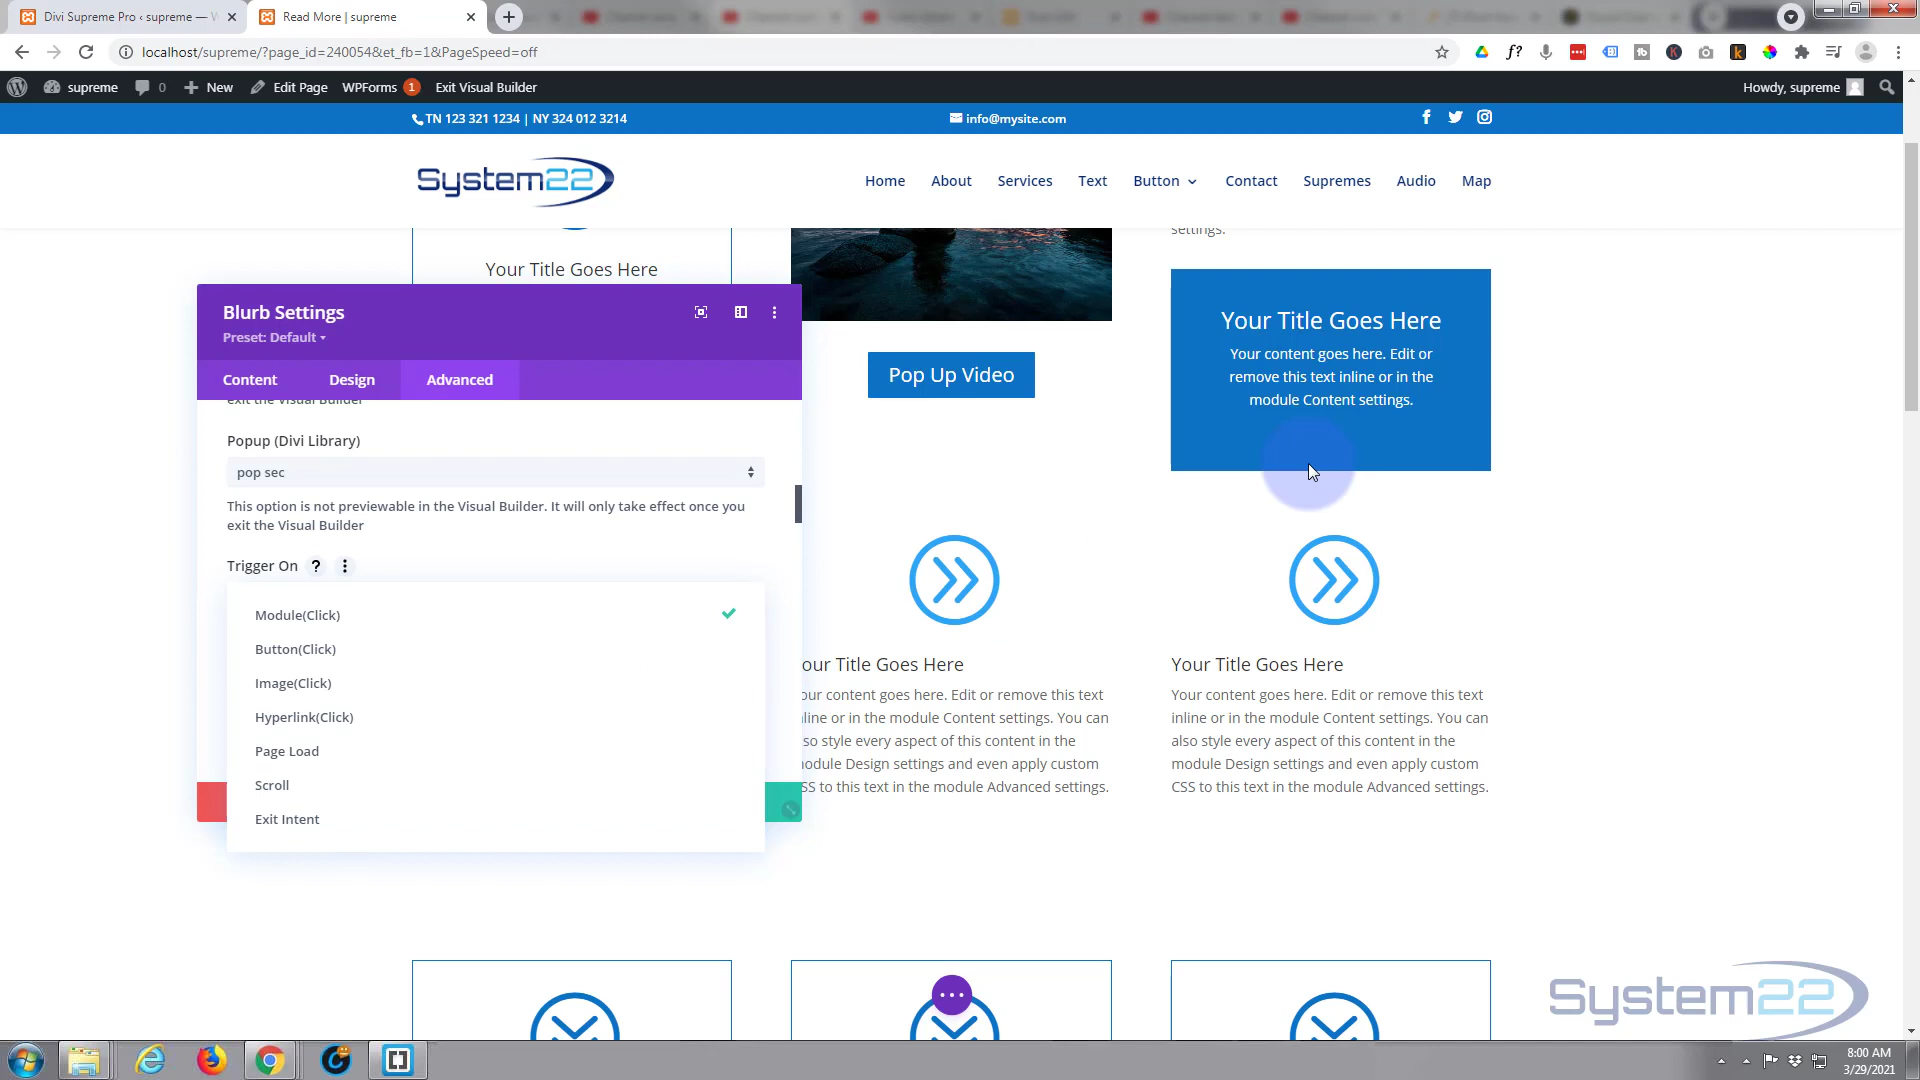 Divi Supreme Pro ‹ supreme — W
Read More | supreme
localhost/supreme/?page_id=240054&et_fb=1&PageSpeed=off
supreme
0
New
Edit Page
WPForms 1
Exit Visual Builder
Howdy, supreme
TN 123 321 1234 | NY 324 012 3214
info@mysite.com
System22
Home
About
Services
Text
Button
Contact
Supremes
Audio
Map
settings.
Your Title Goes Here
Blurb Settings
Preset: Default
Content
Design
Advanced
exit the Visual Builder
Popup (Divi Library)
pop sec
This option is not previewable in the Visual Builder. It will only take effect once you
exit the Visual Builder
Trigger On ?
Module(Click)
Button(Click)
Image(Click)
Hyperlink(Click)
Page Load
Scroll
Exit Intent
Pop Up Video
Your Title Goes Here
Your content goes here. Edit or
remove this text inline or in the
module Content settings.
our Title Goes Here
our content goes here. Edit or remove this text
line or in the module Content settings. You can
so style every aspect of this content in the
odule Design settings and even apply custom
SS to this text in the module Advanced settings.
Your Title Goes Here
Your content goes here. Edit or remove this text
inline or in the module Content settings. You can
also style every aspect of this content in the
module Design settings and even apply custom
CSS to this text in the module Advanced settings.
System22
8:00 AM
3/29/2021